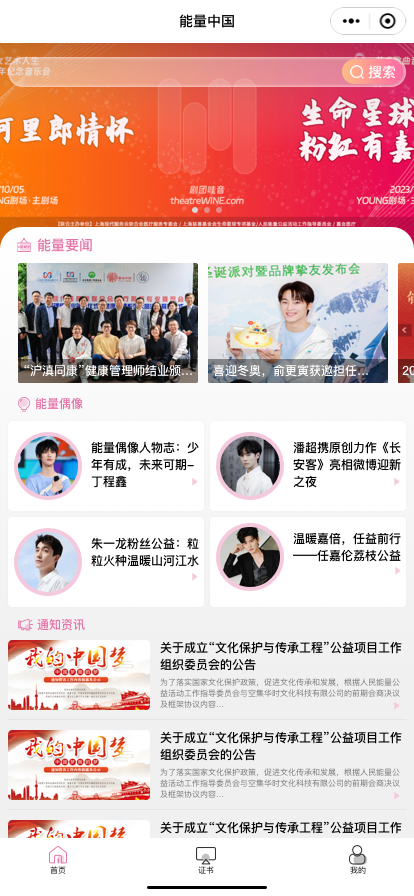 能量中国
年纪念音乐会
搜索
阿里郎情怀
生命星球
粉红有嘉
剧团哇音
theatreWINE.com
/10/05
剧场·主剧场
2023/
YOUNG剧场·
能量要闻
圣诞派对暨品牌挚友发布会
“沪滇同康”健康管理师结业颁...
喜迎冬奥，俞更寅获邀担任...
20
能量偶像
能量偶像人物志：少
年有成，未来可期-
丁程鑫
潘超携原创力作《长
安客》亮相微博迎新
之夜
朱一龙粉丝公益：粒
粒火种温暖山河江水
温暖嘉倍，任益前行
——任嘉伦荔枝公益
通知资讯
我的中国梦
关于成立“文化保护与传承工程”公益项目工作
组织委员会的公告
为了落实国家文化保护政策，促进文化传承和发展，根据人民能量公
益活动工作指导委员会与空集华时文化科技有限公司的前期会商决议
及框架协议内容...
我的中国梦
关于成立“文化保护与传承工程”公益项目工作
组织委员会的公告
为了落实国家文化保护政策，促进文化传承和发展，根据人民能量公
益活动工作指导委员会与空集华时文化科技有限公司的前期会商决议
及框架协议内容...
关于成立“文化保护与传承工程”公益项目工作
首页
证书
我的